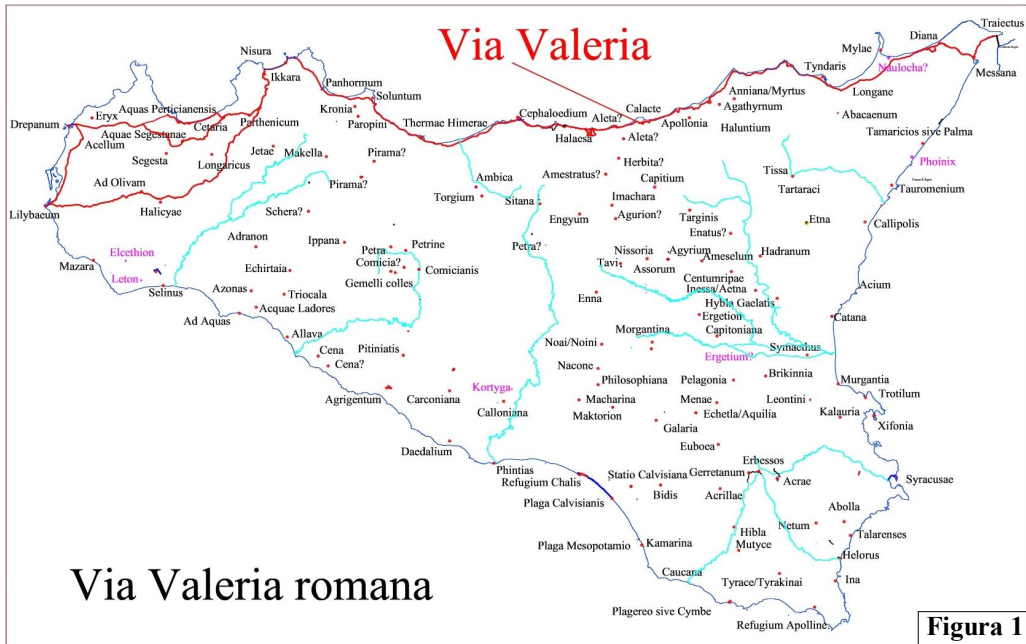 Via Valeria
Traiectus
Diana
Mylae
Naulocha?
Messana
Nisura
Ikkara
Tyndaris
Longane
Panhormum
Soluntum
Anniana/Myrtus
Agathyrnum
Abacaenum
Aquas Perticianensis
Eryx
Drepanum
Kronia
Paropini
Cephaloedium
Aleta?
Calacte
Apollonia
Haluntium
Tamaricios sive Palma
Cetaria
Parthenicum
Acellum
Aquae Segestanae
Thermae Himerae
Halaesa
Aleta?
Phoinix
Segesta
Longaricus
Jetae
Makella
Pirama?
Herbita?
Tissa
Ad Olivam
Pirama?
Ambica
Amestratus?
Capitium
Tartaraci
Tauromenium
Lilybaeum
Halicyae
Schera?
Torgium
Sitana
Imachara
Engyum
Agurion?
Targinis
Etna
Callipolis
Enatus?
Adranon
Ippana
Petra
Petrine
Petra?
Elcethion
Comicia?
Nissoria
Agyrium
Hadranum
Mazara
Echirtaia
Comicianis
Tavi
Assorum
Ameselum
Leton
Gemelli colles
Centumripae
Selinus
Azonas
Triocala
Enna
Inessa/Aetna
Acium
Acquae Ladores
Hybla Gaelatis
Ad Aquas
Ergetion
Catana
Allava
Morgantina
Capitoniana
Noai/Noini
Cena
Pitiniatis
Ergetium?
Symaethus
Cena?
Nacone
Brikinnia
Philosophiana
Pelagonia
Murgantia
Agrigentum
Carconiana
Kortyga
Macharina
Menae
Leontini
Trotilum
Calloniana
Maktorion
Echetla/Aquilia
Kalauria
Xifonia
Galaria
Daedalium
Euboea
Phintias
Erbessos
Refugium Chalis
Statio Calvisiana
Gerretanum
Acrae
Syracusae
Bidis
Acrillae
Plaga Calvisianis
Abolla
Hibla
Netum
Talarenses
Plaga Mesopotamio
Kamarina
Mutyce
Helorus
Caucana
Tyrace/Tyrakinai
Ina
Via Valeria romana
Plagereo sive Cymbe
Refugium Apolline
Figura 1